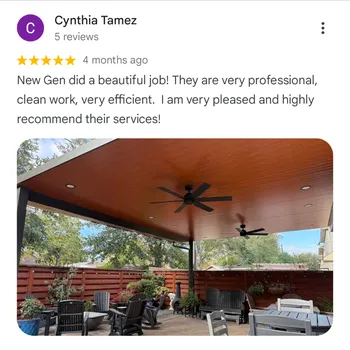 C
Cynthia Tamez
5 reviews
4 months ago
New Gen did a beautiful job! They are very professional,
clean work, very efficient.  I am very pleased and highly
recommend their services!